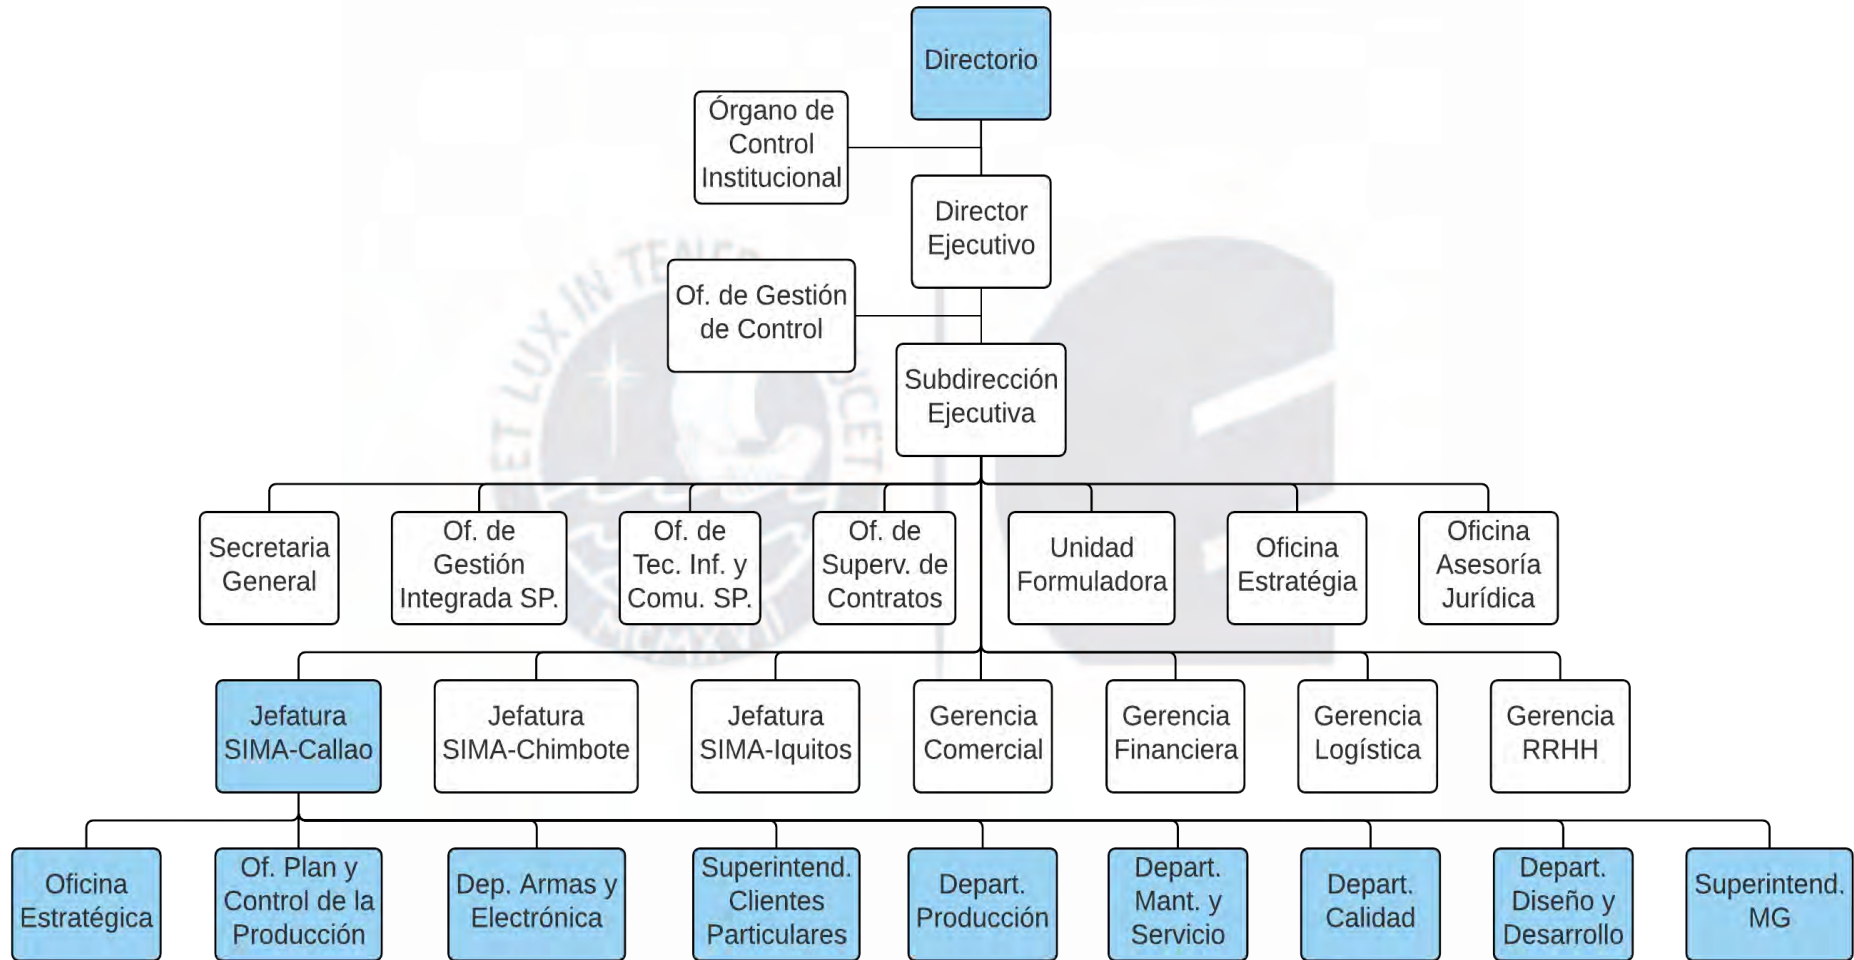 Directorio
Órgano de
Control
Institucional
Director
Ejecutivo
Of. de Gestión
de Control
Subdirección
Ejecutiva
Secretaria
General
Of. de
Gestión
Integrada SP.
Of. de
Tec. Inf. y
Comu. SP.
Of. de
Superv. de
Contratos
Unidad
Formuladora
Oficina
Estratégia
Oficina
Asesoría
Jurídica
Jefatura
SIMA-Callao
Jefatura
SIMA-Chimbote
Jefatura
SIMA-Iquitos
Gerencia
Comercial
Gerencia
Financiera
Gerencia
Logística
Gerencia
RRHH
Oficina
Estratégica
Of. Plan y
Control de la
Producción
Dep. Armas y
Electrónica
Superintend.
Clientes
Particulares
Depart.
Producción
Depart.
Mant. y
Servicio
Depart.
Calidad
Depart.
Diseño y
Desarrollo
Superintend.
MG
ET LUX IN